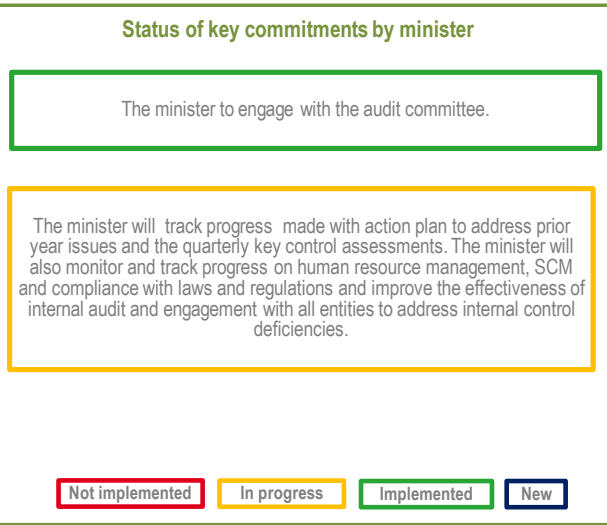 Status of key commitments by minister
The minister to engage with the audit committee.
The minister will track progress made with action plan to address prior
year issues and the quarterly key control assessments. The minister will
also monitor and track progress on human resource management, SCM
and compliance with laws and regulations and improve the effectiveness of
internal audit and engagement with all entities to address internal control
deficiencies.
Not implemented
In progress
Implemented
New